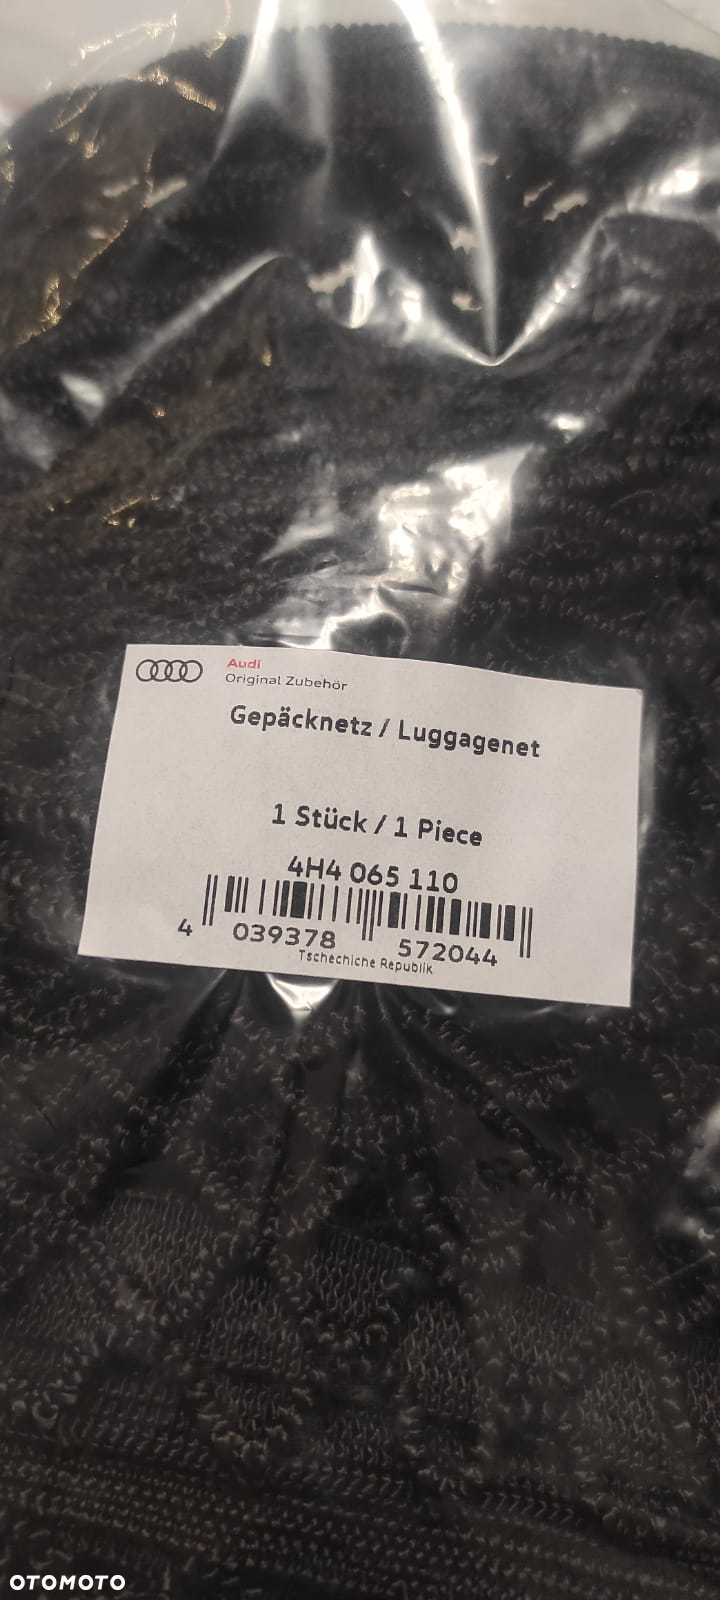 Audi
Original Zubehör
Gepäcknetz / Luggagenet
1 Stück / 1 Piece
4H4 065 110
4 039378 572044
Tschechiche Republik
OTOMOTO